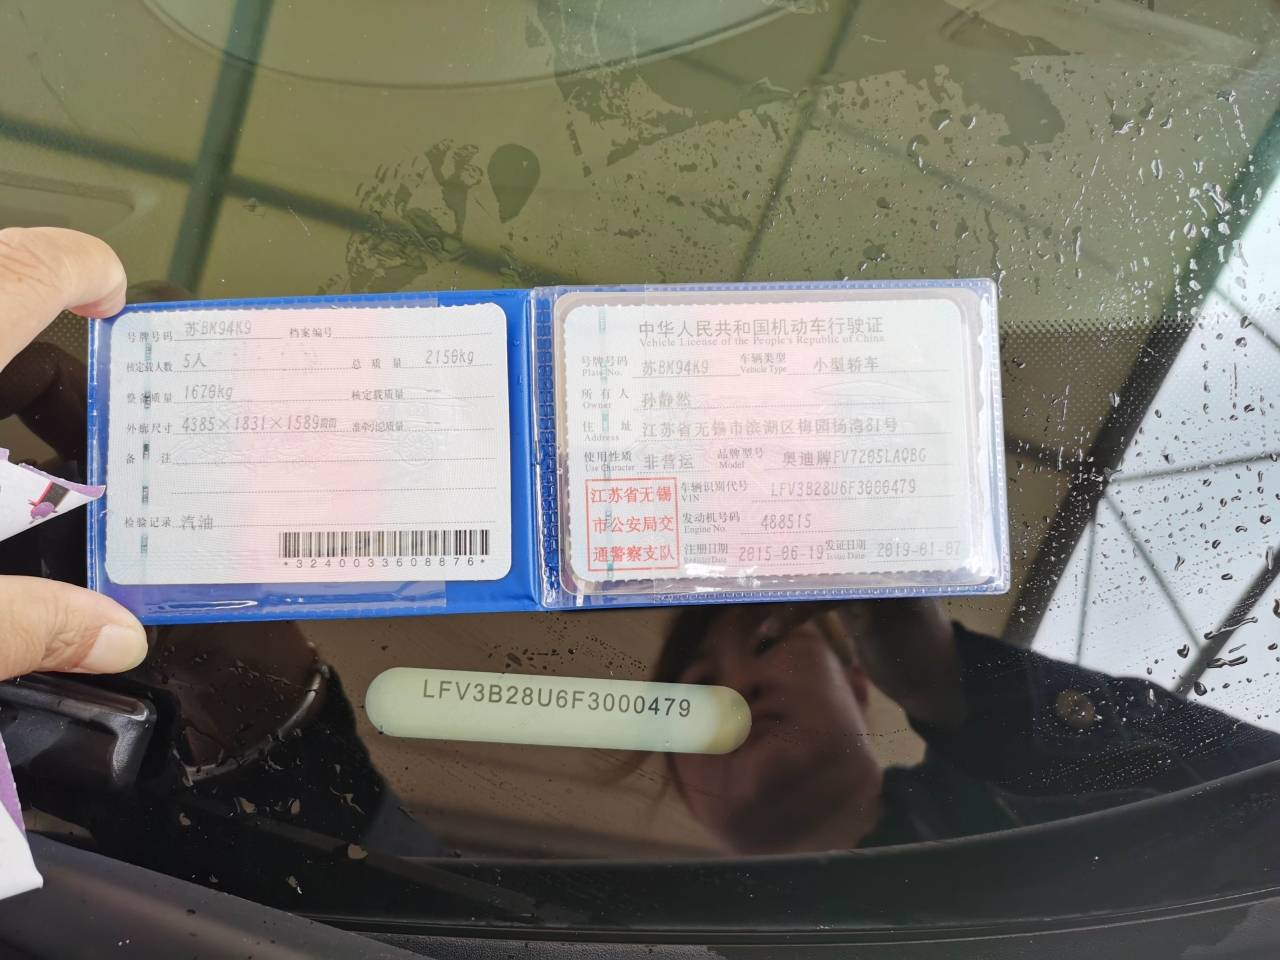 号牌号码 苏BM94K9 档案编号
核定载人数 5人 总质量 2150kg
整备质量 1670kg 核定载质量 --
外廓尺寸 4385×1831×1589mm 准牵引总质量 --
备注
检验记录 汽油
*3240033608876*
中华人民共和国机动车行驶证
Vehicle License of the People's Republic of China
号牌号码 苏BM94K9 车辆类型 小型轿车
Plate No. Vehicle Type
所有人 孙静然
Owner
住址 江苏省无锡市滨湖区梅园杨湾81号
Address
使用性质 非营运 品牌型号 奥迪牌FV7205LAQBG
Use Character Model
江苏省无锡
市公安局交
通警察支队
车辆识别代号 LFV3B28U6F3000479
VIN
发动机号码 488515
Engine No.
注册日期 2015-06-19 发证日期 2019-01-07
Register Date Issue Date
LFV3B28U6F3000479